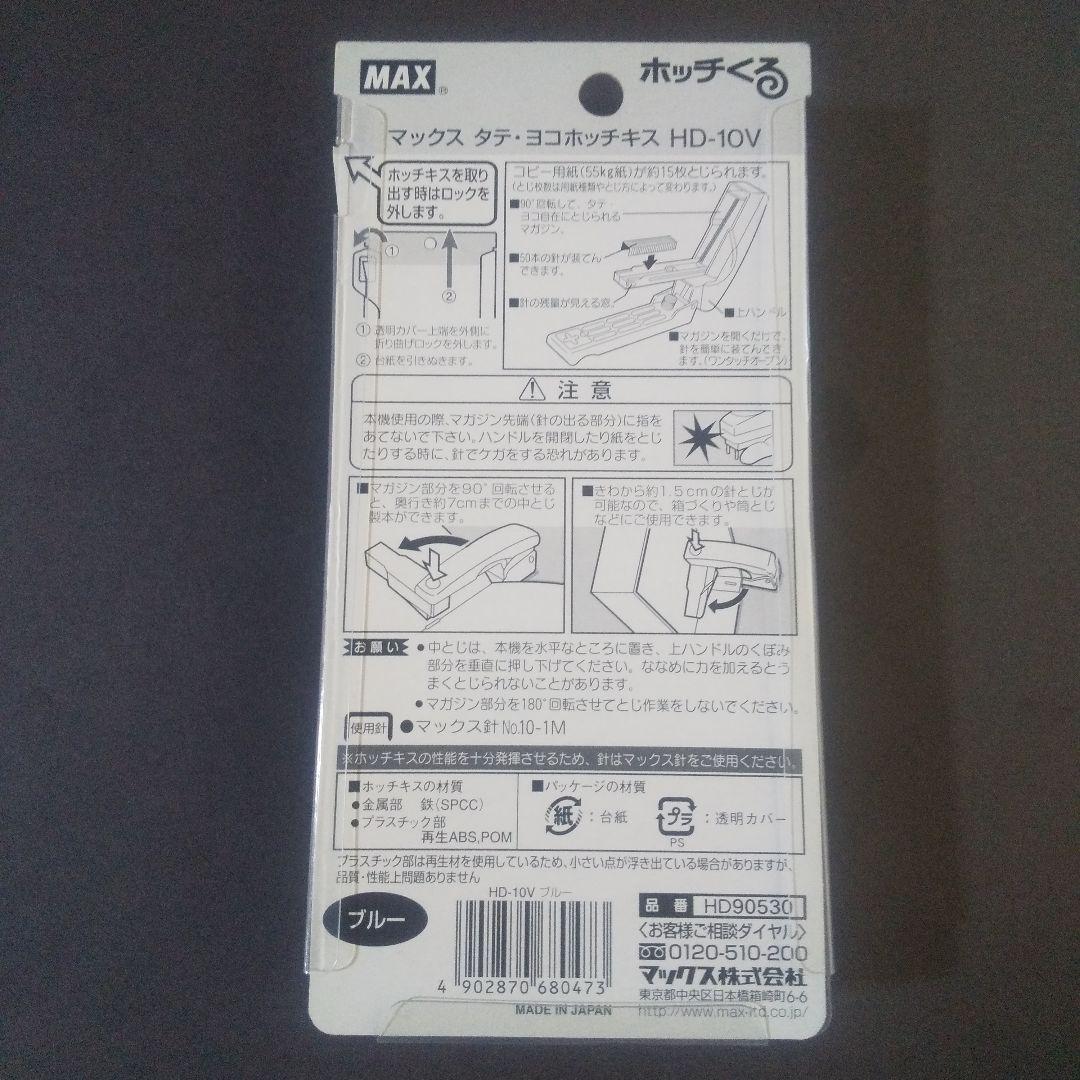 MAX®
ホッチくる
マックス タテ・ヨコホッチキス HD-10V
ホッチキスを取り
出す時はロックを
外します。
①
②
① 透明カバー上端を外側に
折り曲げロックを外します。
② 台紙を引きぬきます。
コピー用紙(55kg紙)が約15枚とじられます。
(とじ枚数は用紙種類やとじ方によって変わります。)
■90°回転して、タテ・
ヨコ自在にとじられる
マガジン。
■50本の針が装てん
できます。
■針の残量が見える窓。
■上ハンドル
■マガジンを開くだけで、
針を簡単に装てんでき
ます。(ワンタッチオープン)
⚠ 注意
本機使用の際、マガジン先端(針の出る部分)に指を
あてないで下さい。ハンドルを開閉したり紙をとじ
たりする時に、針でケガをする恐れがあります。
■マガジン部分を90°回転させる
と、奥行き約7cmまでの中とじ
製本ができます。
■きわから約1.5cmの針とじが
可能なので、箱づくりや筒とじ
などにご使用できます。
お願い
●中とじは、本機を水平なところに置き、上ハンドルのくぼみ
部分を垂直に押し下げてください。ななめに力を加えるとう
まくとじられないことがあります。
●マガジン部分を180°回転させてとじ作業をしないでください。
使用針 ●マックス針No.10-1M
※ホッチキスの性能を十分発揮させるため、針はマックス針をご使用ください。
■ホッチキスの材質
●金属部 鉄(SPCC)
●プラスチック部
再生ABS,POM
■パッケージの材質
紙:台紙
プラ:透明カバー
PS
プラスチック部は再生材を使用しているため、小さい点が浮き出ている場合がありますが、
品質・性能上問題ありません
HD-10V ブルー
ブルー
4 902870 680473
MADE IN JAPAN
品番 HD90530
〈お客様ご相談ダイヤル〉
0120-510-200
マックス株式会社
東京都中央区日本橋箱崎町6-6
http://www.max-ltd.co.jp/